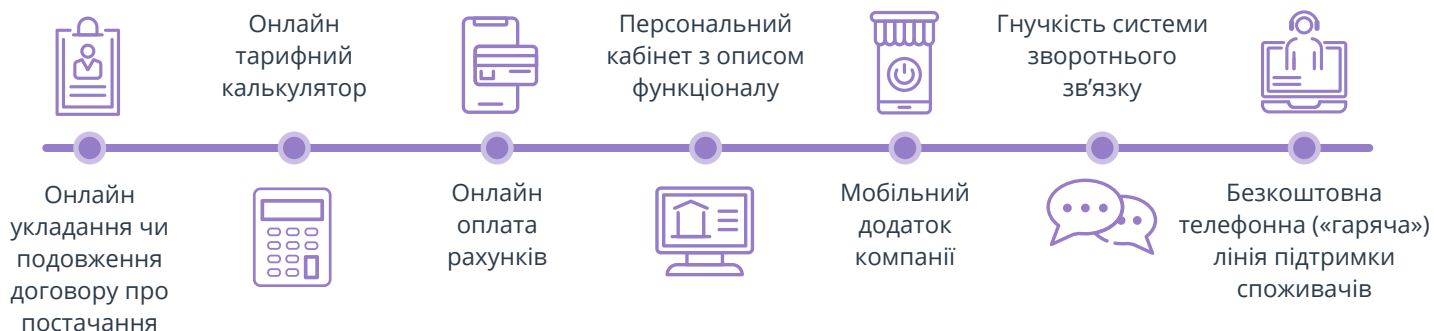 Онлайн
укладання чи
подовження
договору про
постачання
Онлайн
тарифний
калькулятор
Онлайн
оплата
рахунків
Персональний
кабінет з описом
функціоналу
Мобільний
додаток
компанії
Гнучкість системи
зворотнього
зв’язку
Безкоштовна
телефонна («гаряча»)
лінія підтримки
споживачів